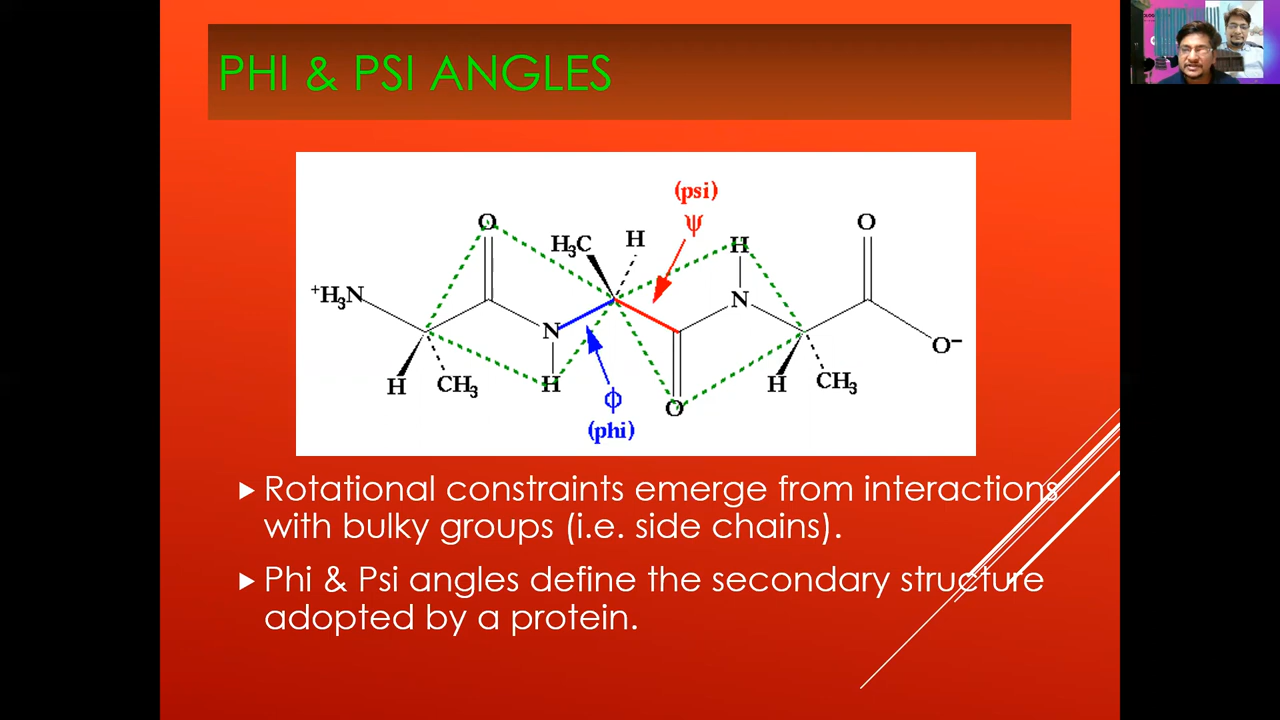 PHI & PSI ANGLES
(psi)
ψ
O
H₃C
H
H
O
⁺H₃N
N
N
O⁻
H
CH₃
H
ϕ
O
H
CH₃
(phi)
▶ Rotational constraints emerge from interactions
with bulky groups (i.e. side chains).
▶ Phi & Psi angles define the secondary structure
adopted by a protein.